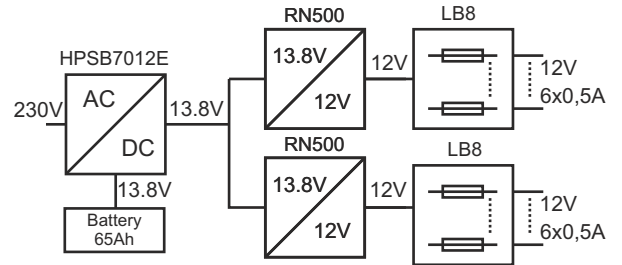 HPSB7012E
230V
AC
DC
13.8V
13.8V
Battery
65Ah
RN500
13.8V
12V
12V
LB8
12V
6x0,5A
RN500
13.8V
12V
12V
LB8
12V
6x0,5A